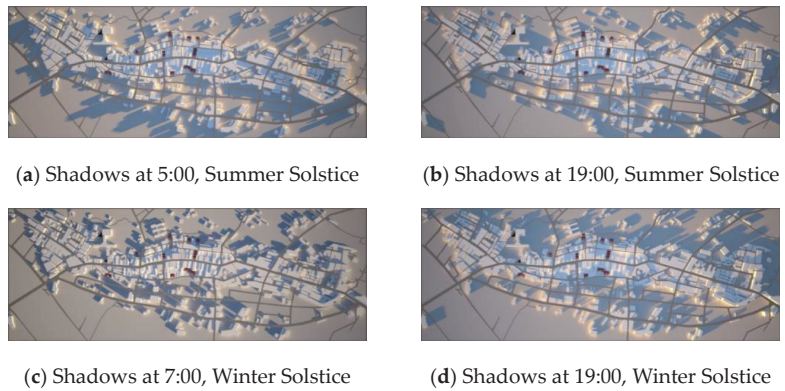 (a) Shadows at 5:00, Summer Solstice
(b) Shadows at 19:00, Summer Solstice
(c) Shadows at 7:00, Winter Solstice
(d) Shadows at 19:00, Winter Solstice